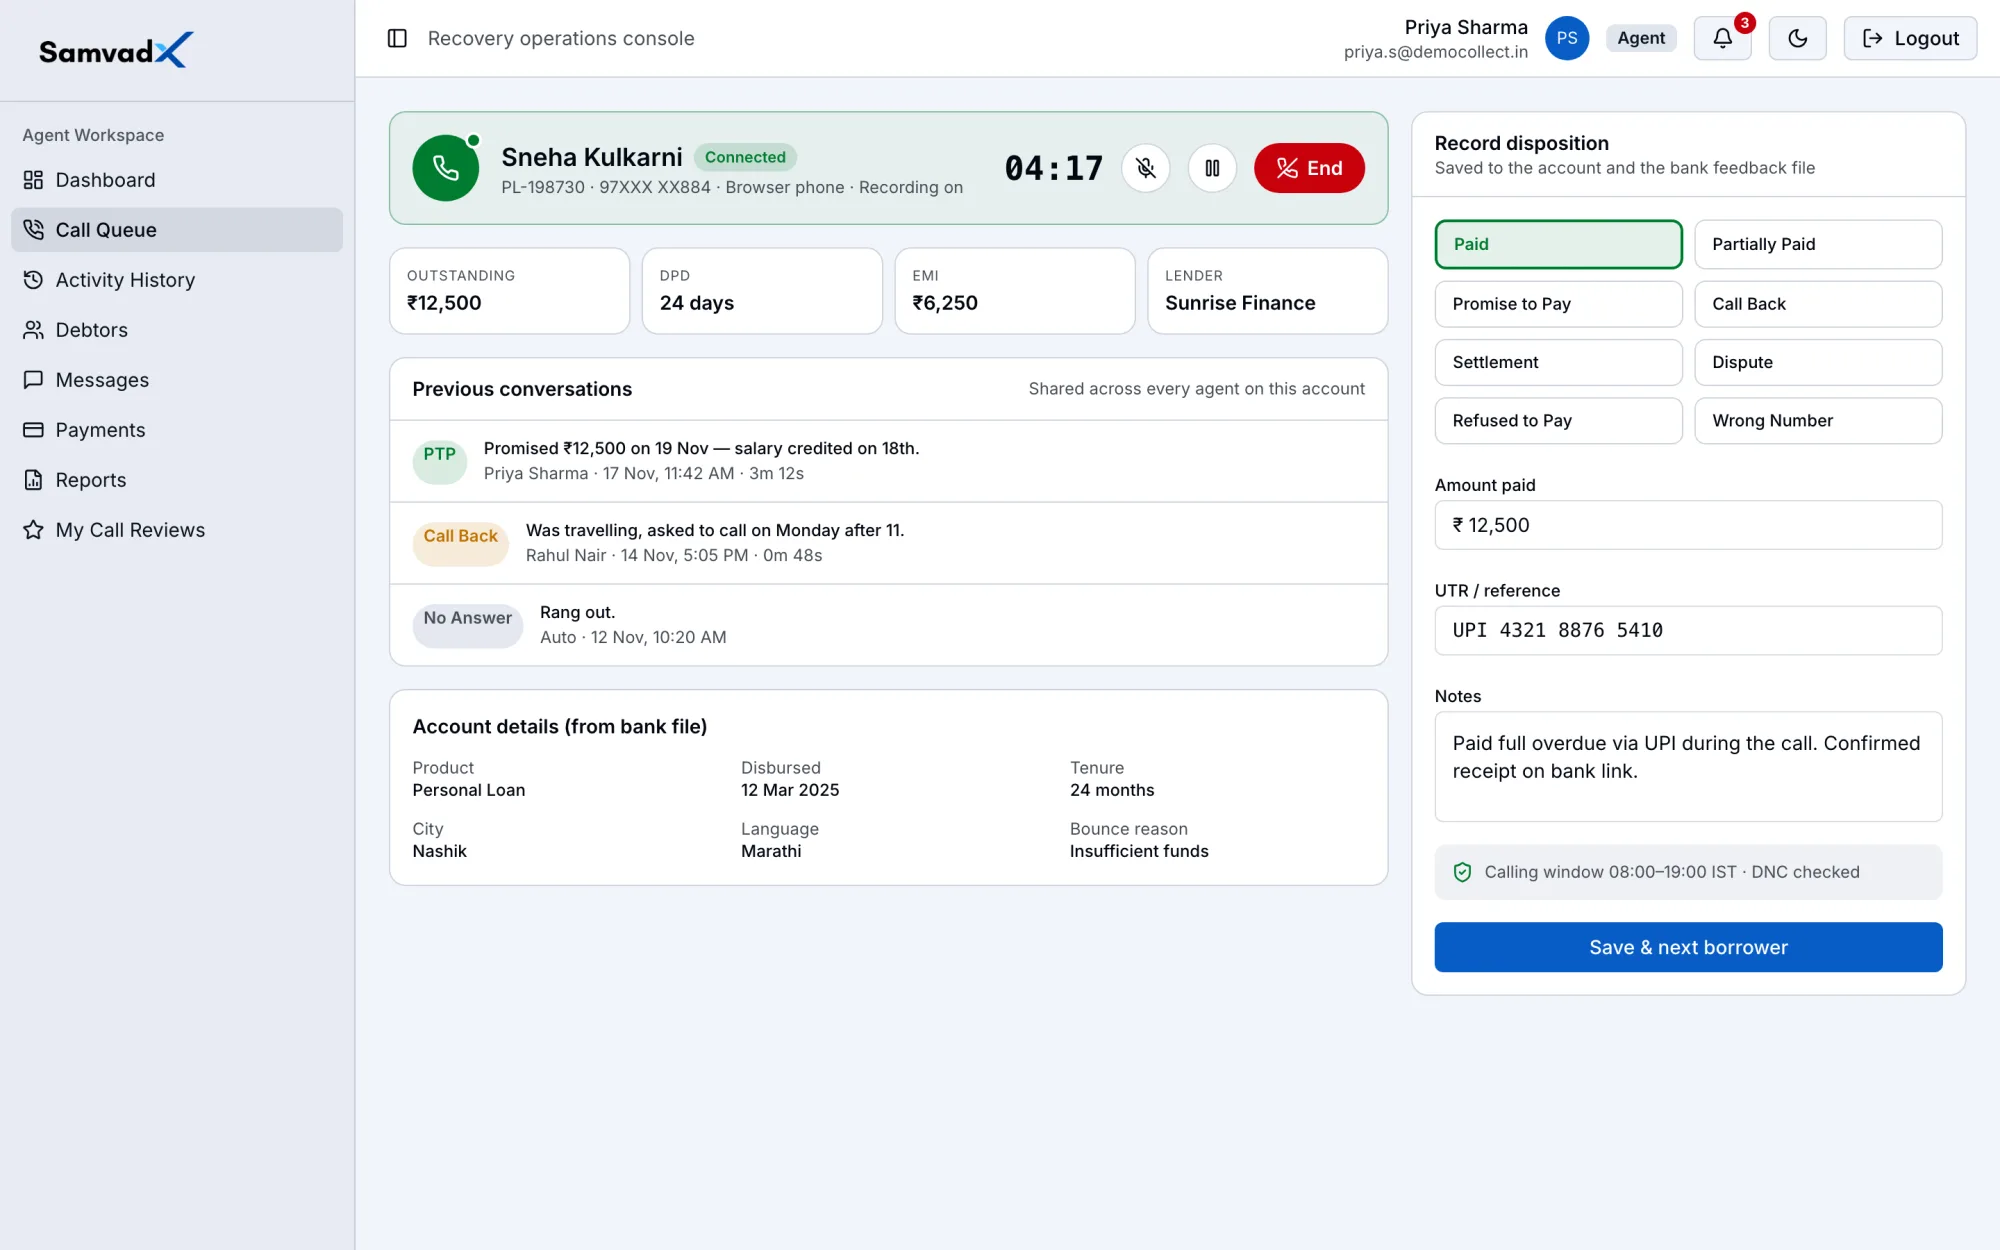 SamvadX
Agent Workspace
Dashboard
Call Queue
Activity History
Debtors
Messages
Payments
Reports
My Call Reviews
Recovery operations console
Priya Sharma
priya.s@democollect.in
PS
Agent
3
Logout
Sneha Kulkarni
Connected
PL-198730 · 97XXX XX884 · Browser phone · Recording on
04:17
End
OUTSTANDING
₹12,500
DPD
24 days
EMI
₹6,250
LENDER
Sunrise Finance
Previous conversations
Shared across every agent on this account
PTP
Promised ₹12,500 on 19 Nov — salary credited on 18th.
Priya Sharma · 17 Nov, 11:42 AM · 3m 12s
Call Back
Was travelling, asked to call on Monday after 11.
Rahul Nair · 14 Nov, 5:05 PM · 0m 48s
No Answer
Rang out.
Auto · 12 Nov, 10:20 AM
Account details (from bank file)
Product
Personal Loan
Disbursed
12 Mar 2025
Tenure
24 months
City
Nashik
Language
Marathi
Bounce reason
Insufficient funds
Record disposition
Saved to the account and the bank feedback file
Paid
Partially Paid
Promise to Pay
Call Back
Settlement
Dispute
Refused to Pay
Wrong Number
Amount paid
₹ 12,500
UTR / reference
UPI 4321 8876 5410
Notes
Paid full overdue via UPI during the call. Confirmed
receipt on bank link.
Calling window 08:00–19:00 IST · DNC checked
Save & next borrower